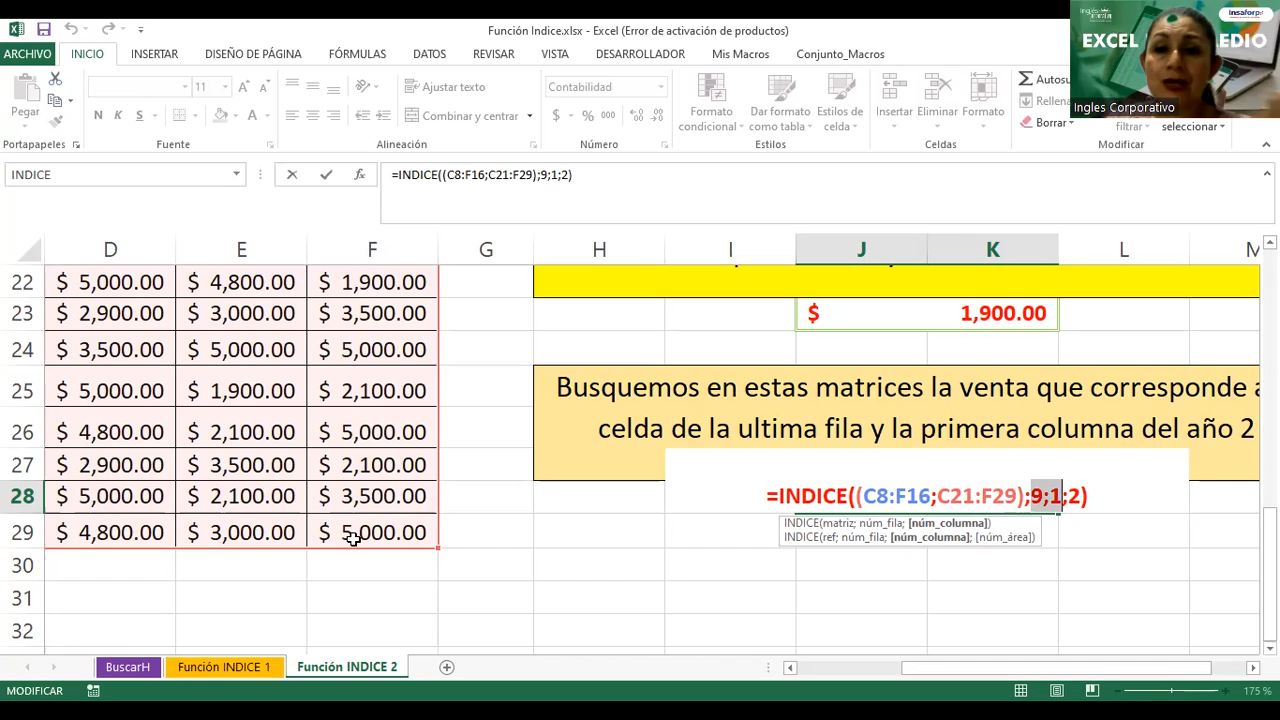 Función Indice.xlsx - Excel (Error de activación de productos)
ARCHIVO INICIO INSERTAR DISEÑO DE PÁGINA FÓRMULAS DATOS REVISAR VISTA DESARROLLADOR Mis Macros Conjunto_Macros
insaforp
EXCEL
EDIO
Ingles Corporativo
Pegar
11
N K S
Ajustar texto
Combinar y centrar
Contabilidad
$ % 000
Formato condicional
Dar formato como tabla
Estilos de celda
Insertar Eliminar Formato
Autosu
Rellena
Borrar
filtrar
seleccionar
Portapapeles Fuente Alineación Número Estilos Celdas Modificar
INDICE
=INDICE((C8:F16;C21:F29);9;1;2)
D E F G H I J K L M
22 $ 5,000.00 $ 4,800.00 $ 1,900.00
23 $ 2,900.00 $ 3,000.00 $ 3,500.00 $ 1,900.00
24 $ 3,500.00 $ 5,000.00 $ 5,000.00
25 $ 5,000.00 $ 1,900.00 $ 2,100.00 Busquemos en estas matrices la venta que corresponde a
26 $ 4,800.00 $ 2,100.00 $ 5,000.00 celda de la ultima fila y la primera columna del año 2
27 $ 2,900.00 $ 3,500.00 $ 2,100.00
28 $ 5,000.00 $ 2,100.00 $ 3,500.00 =INDICE((C8:F16;C21:F29);9;1;2)
INDICE(matriz; núm_fila; [núm_columna])
INDICE(ref; núm_fila; [núm_columna]; [núm_área])
29 $ 4,800.00 $ 3,000.00 $ 5,000.00
30
31
32
BuscarH Función INDICE 1 Función INDICE 2
MODIFICAR
175 %